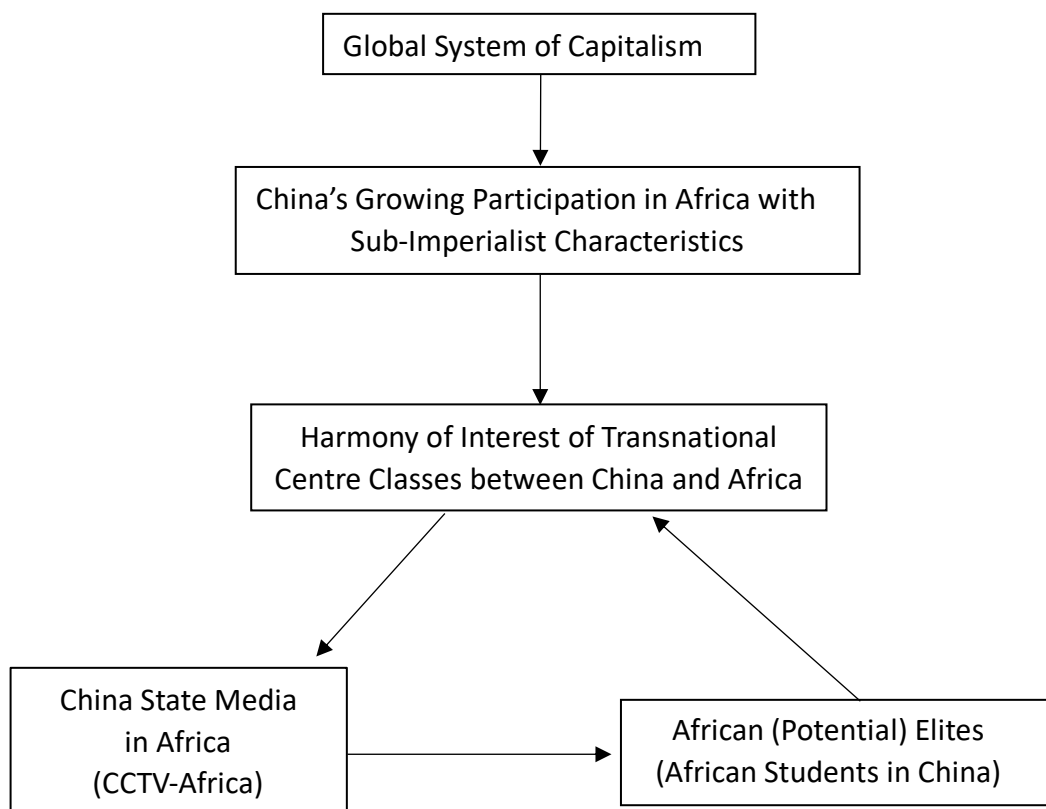 Global System of Capitalism
China’s Growing Participation in Africa with
Sub-Imperialist Characteristics
Harmony of Interest of Transnational
Centre Classes between China and Africa
China State Media
in Africa
(CCTV-Africa)
African (Potential) Elites
(African Students in China)